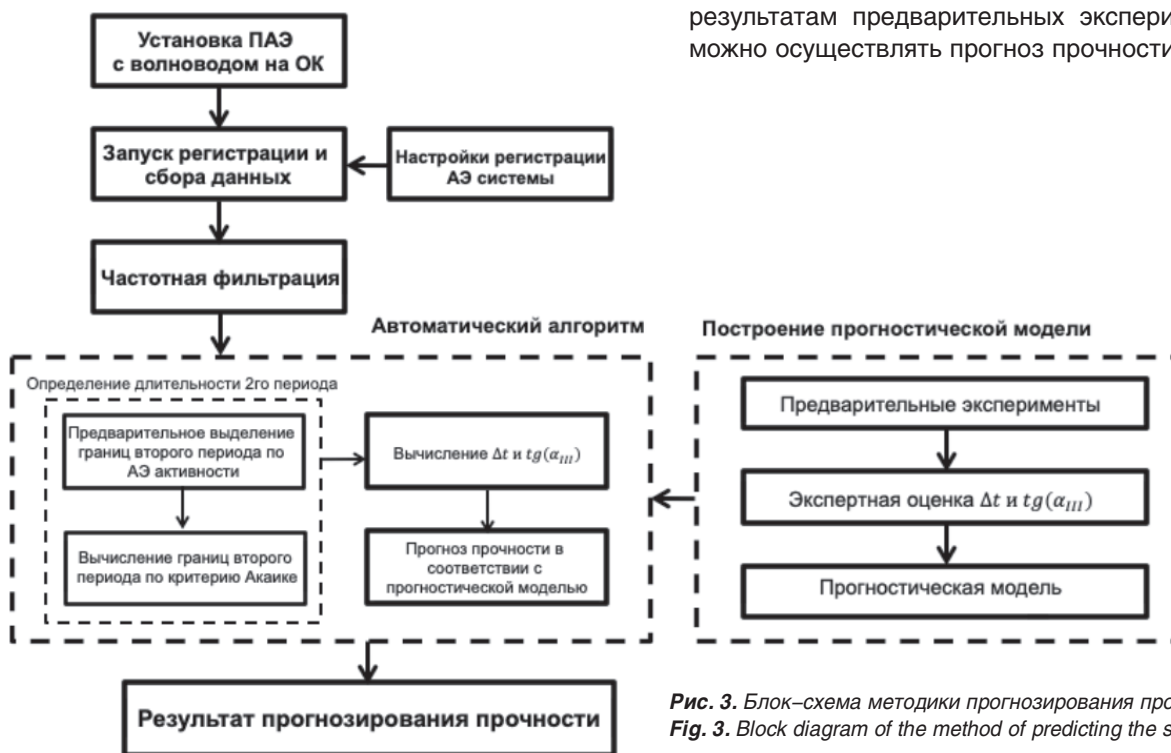 результатам предварительных экспери
можно осуществлять прогноз прочности
Установка ПАЭ
с волноводом на ОК
Запуск регистрации и
сбора данных
Настройки регистрации
АЭ системы
Частотная фильтрация
Автоматический алгоритм
Определение длительности 2го периода
Предварительное выделение
границ второго периода по
АЭ активности
Вычисление границ второго
периода по критерию Акаике
Вычисление Δt и tg(α_III)
Прогноз прочности в
соответствии с
прогностической моделью
Построение прогностической модели
Предварительные эксперименты
Экспертная оценка Δt и tg(α_III)
Прогностическая модель
Результат прогнозирования прочности
Рис. 3. Блок–схема методики прогнозирования про
Fig. 3. Block diagram of the method of predicting the s